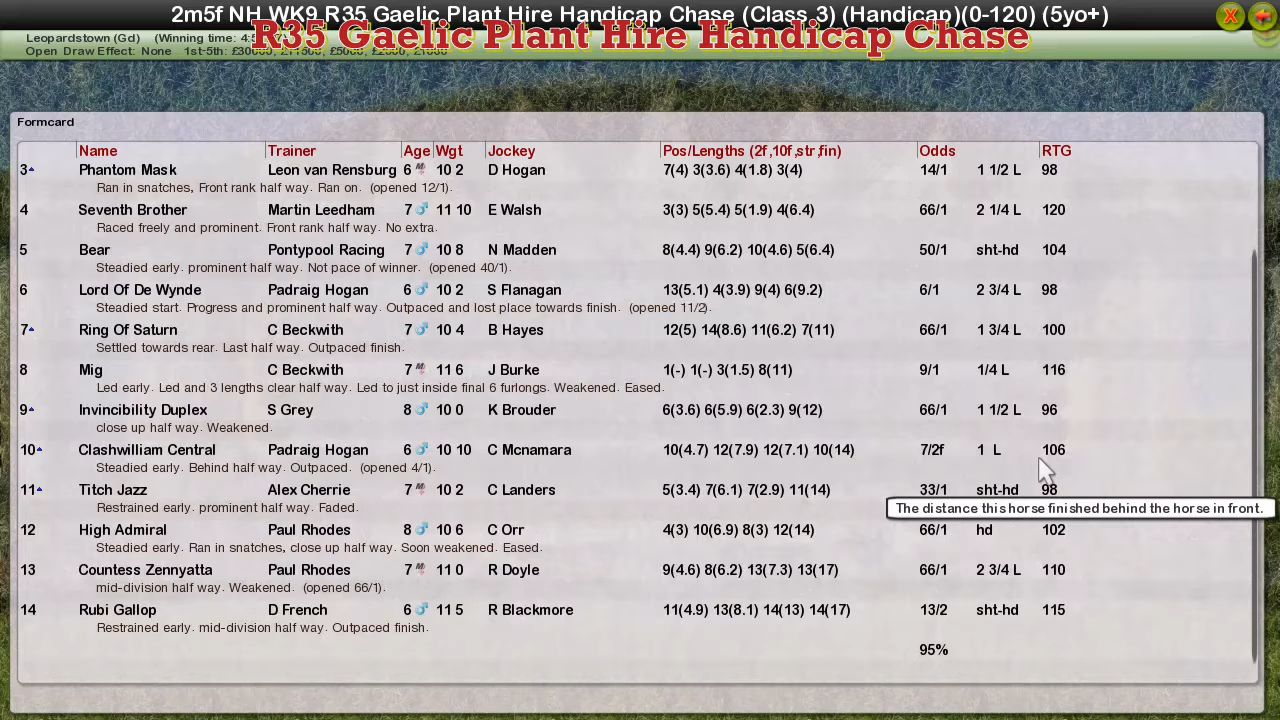 2m5f NH WK9 R35 Gaelic Plant Hire Handicap Chase (Class 3) (Handicap)(0-120) (5yo+)
R35 Gaelic Plant Hire Handicap Chase
Leopardstown (Gd) (Winning time:
Open Draw Effect: None 1st-5th:
Formcard
Name Trainer Age Wgt Jockey Pos/Lengths (2f,10f,str,fin) Odds RTG
3 Phantom Mask Leon van Rensburg 6 10 2 D Hogan 7(4) 3(3.6) 4(1.8) 3(4) 14/1 1 1/2 L 98
Ran in snatches, Front rank half way. Ran on. (opened 12/1).
4 Seventh Brother Martin Leedham 7 11 10 E Walsh 3(3) 5(5.4) 5(1.9) 4(6.4) 66/1 2 1/4 L 120
Raced freely and prominent. Front rank half way. No extra.
5 Bear Pontypool Racing 7 10 8 N Madden 8(4.4) 9(6.2) 10(4.6) 5(6.4) 50/1 sht-hd 104
Steadied early. prominent half way. Not pace of winner. (opened 40/1).
6 Lord Of De Wynde Padraig Hogan 6 10 2 S Flanagan 13(5.1) 4(3.9) 9(4) 6(9.2) 6/1 2 3/4 L 98
Steadied start. Progress and prominent half way. Outpaced and lost place towards finish. (opened 11/2).
7 Ring Of Saturn C Beckwith 7 10 4 B Hayes 12(5) 14(8.6) 11(6.2) 7(11) 66/1 1 3/4 L 100
Settled towards rear. Last half way. Outpaced finish.
8 Mig C Beckwith 7 11 6 J Burke 1(-) 1(-) 3(1.5) 8(11) 9/1 1/4 L 116
Led early. Led and 3 lengths clear half way. Led to just inside final 6 furlongs. Weakened. Eased.
9 Invincibility Duplex S Grey 8 10 0 K Brouder 6(3.6) 6(5.9) 6(2.3) 9(12) 66/1 1 1/2 L 96
close up half way. Weakened.
10 Clashwilliam Central Padraig Hogan 6 10 10 C Mcnamara 10(4.7) 12(7.9) 12(7.1) 10(14) 7/2f 1 L 106
Steadied early. Behind half way. Outpaced. (opened 4/1).
11 Titch Jazz Alex Cherrie 7 10 2 C Landers 5(3.4) 7(6.1) 7(2.9) 11(14) 33/1 sht-hd 98
Restrained early. prominent half way. Faded.
The distance this horse finished behind the horse in front.
12 High Admiral Paul Rhodes 8 10 6 C Orr 4(3) 10(6.9) 8(3) 12(14) 66/1 hd 102
Steadied early. Ran in snatches, close up half way. Soon weakened. Eased.
13 Countess Zennyatta Paul Rhodes 7 11 0 R Doyle 9(4.6) 8(6.2) 13(7.3) 13(17) 66/1 2 3/4 L 110
mid-division half way. Weakened. (opened 66/1).
14 Rubi Gallop D French 6 11 5 R Blackmore 11(4.9) 13(8.1) 14(13) 14(17) 13/2 sht-hd 115
Restrained early. mid-division half way. Outpaced finish.
95%